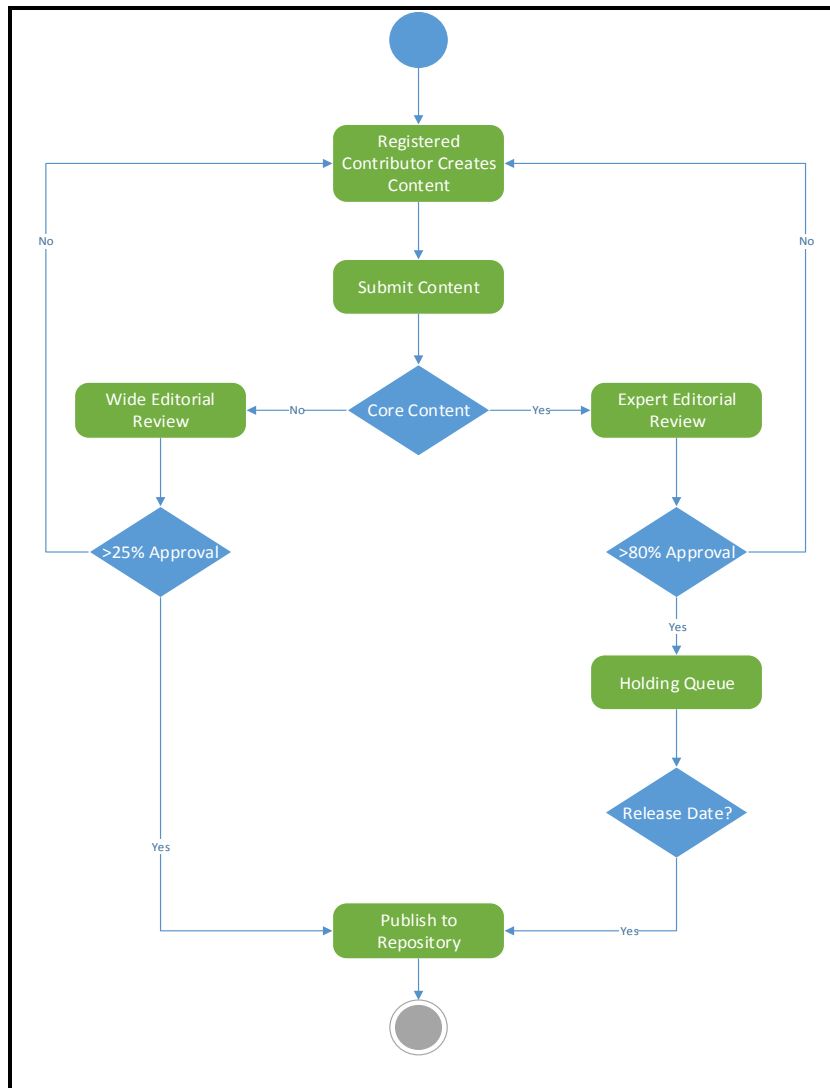 Registered
Contributor Creates
Content
No
No
Submit Content
Wide Editorial
Review
No
Core Content
Yes
Expert Editorial
Review
>25% Approval
>80% Approval
Yes
Holding Queue
Release Date?
Yes
Publish to
Repository
Yes